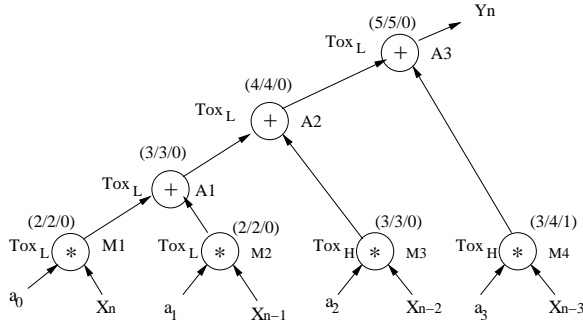 Yn
(5/5/0)
Tox L + A3
(4/4/0)
Tox L + A2
(3/3/0)
Tox L + A1
(2/2/0) (2/2/0) (3/3/0) (3/4/1)
Tox L * M1 Tox L * M2 Tox H * M3 Tox H * M4
a0 Xn a1 Xn−1 a2 Xn−2 a3 Xn−3